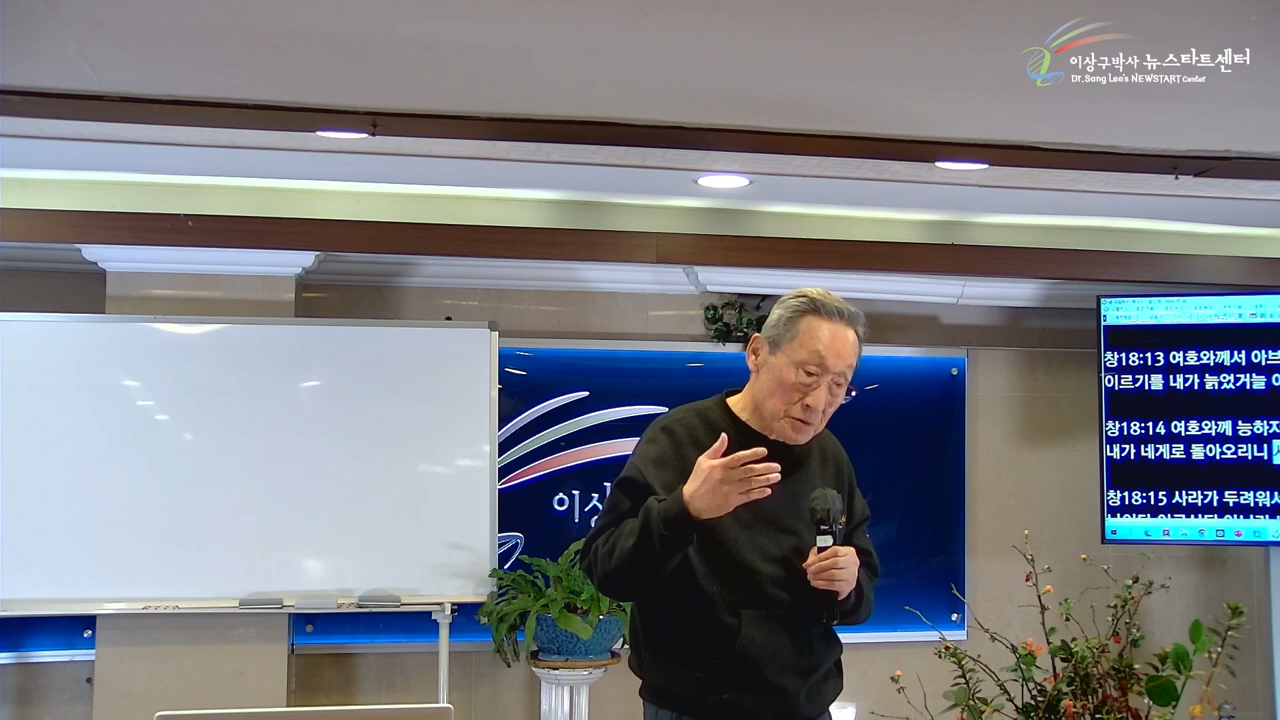 이상구박사 뉴스타트센터
Dr. Sang Lee's NEWSTART Center
이상
창18:13 여호와께서 아브
이르기를 내가 늙었거늘
창18:14 여호와께 능하지
내가 네게로 돌아오리니
창18:15 사라가 두려워서